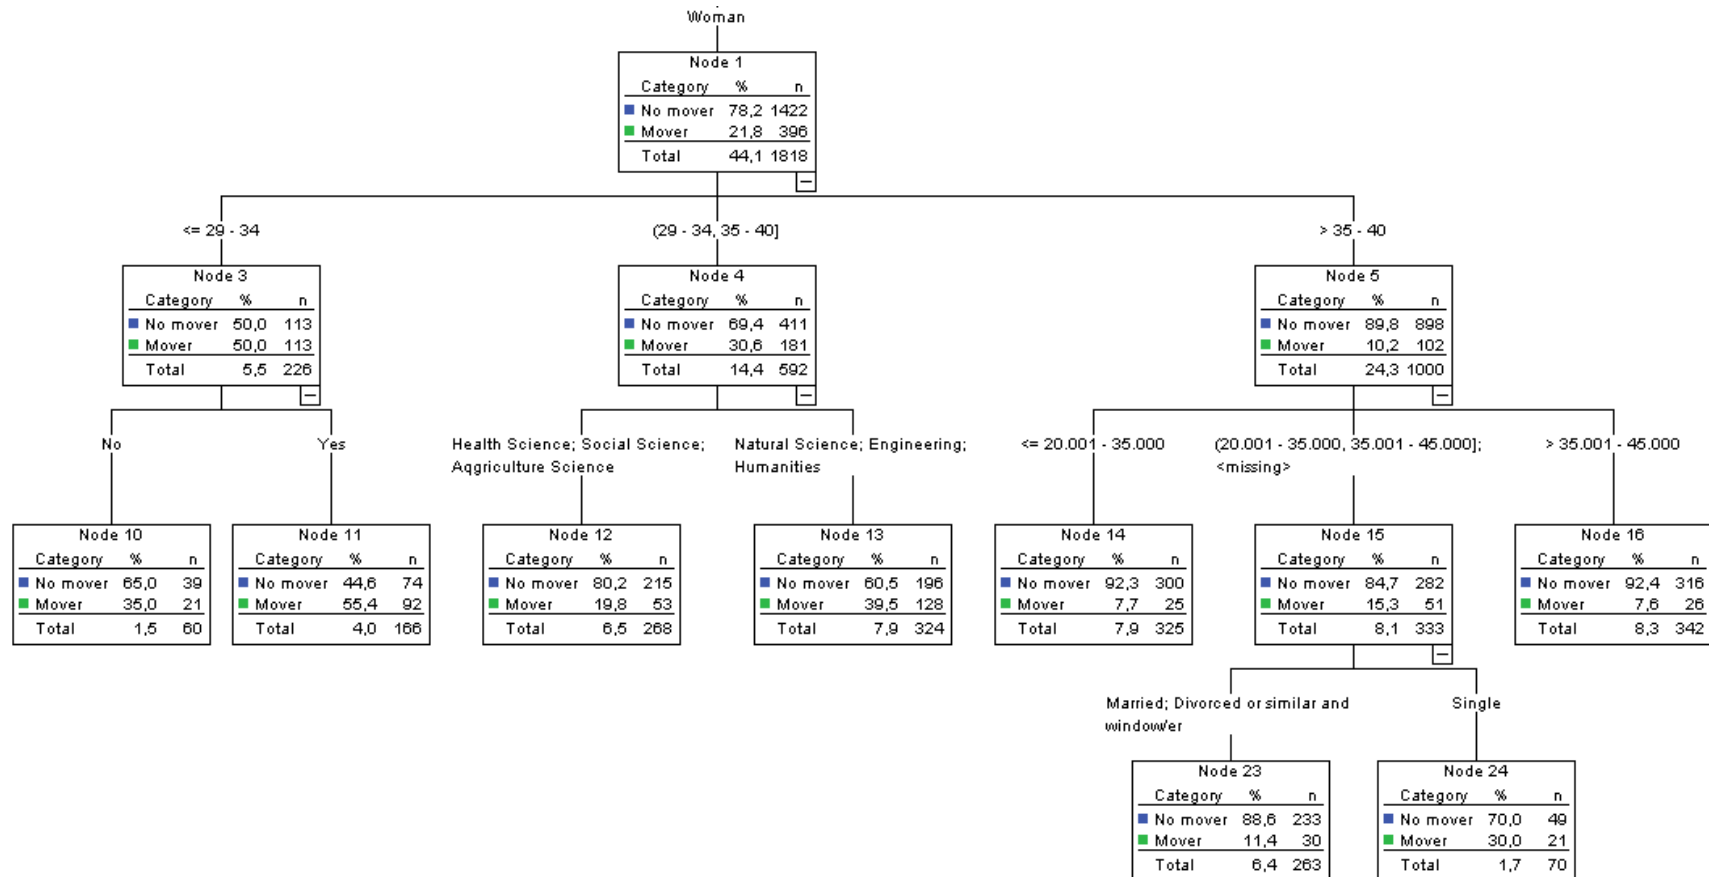 Woman
Node 1
Category % n
No mover 78,2 1422
Mover 21,8 396
Total 44,1 1818
<= 29 - 34
(29 - 34, 35 - 40]
> 35 - 40
Node 3
Category % n
No mover 50,0 113
Mover 50,0 113
Total 5,5 226
Node 4
Category % n
No mover 69,4 411
Mover 30,6 181
Total 14,4 592
Node 5
Category % n
No mover 89,8 898
Mover 10,2 102
Total 24,3 1000
No
Yes
Health Science; Social Science;
Aqgriculture Science
Natural Science; Engineering;
Humanities
<= 20.001 - 35.000
(20.001 - 35.000, 35.001 - 45.000];
<missing>
> 35.001 - 45.000
Node 10
Category % n
No mover 65,0 39
Mover 35,0 21
Total 1,5 60
Node 11
Category % n
No mover 44,6 74
Mover 55,4 92
Total 4,0 166
Node 12
Category % n
No mover 80,2 215
Mover 19,8 53
Total 6,5 268
Node 13
Category % n
No mover 60,5 196
Mover 39,5 128
Total 7,9 324
Node 14
Category % n
No mover 92,3 300
Mover 7,7 25
Total 7,9 325
Node 15
Category % n
No mover 84,7 282
Mover 15,3 51
Total 8,1 333
Node 16
Category % n
No mover 92,4 316
Mover 7,6 26
Total 8,3 342
Married; Divorced or similar and
window/er
Single
Node 23
Category % n
No mover 88,6 233
Mover 11,4 30
Total 6,4 263
Node 24
Category % n
No mover 70,0 49
Mover 30,0 21
Total 1,7 70